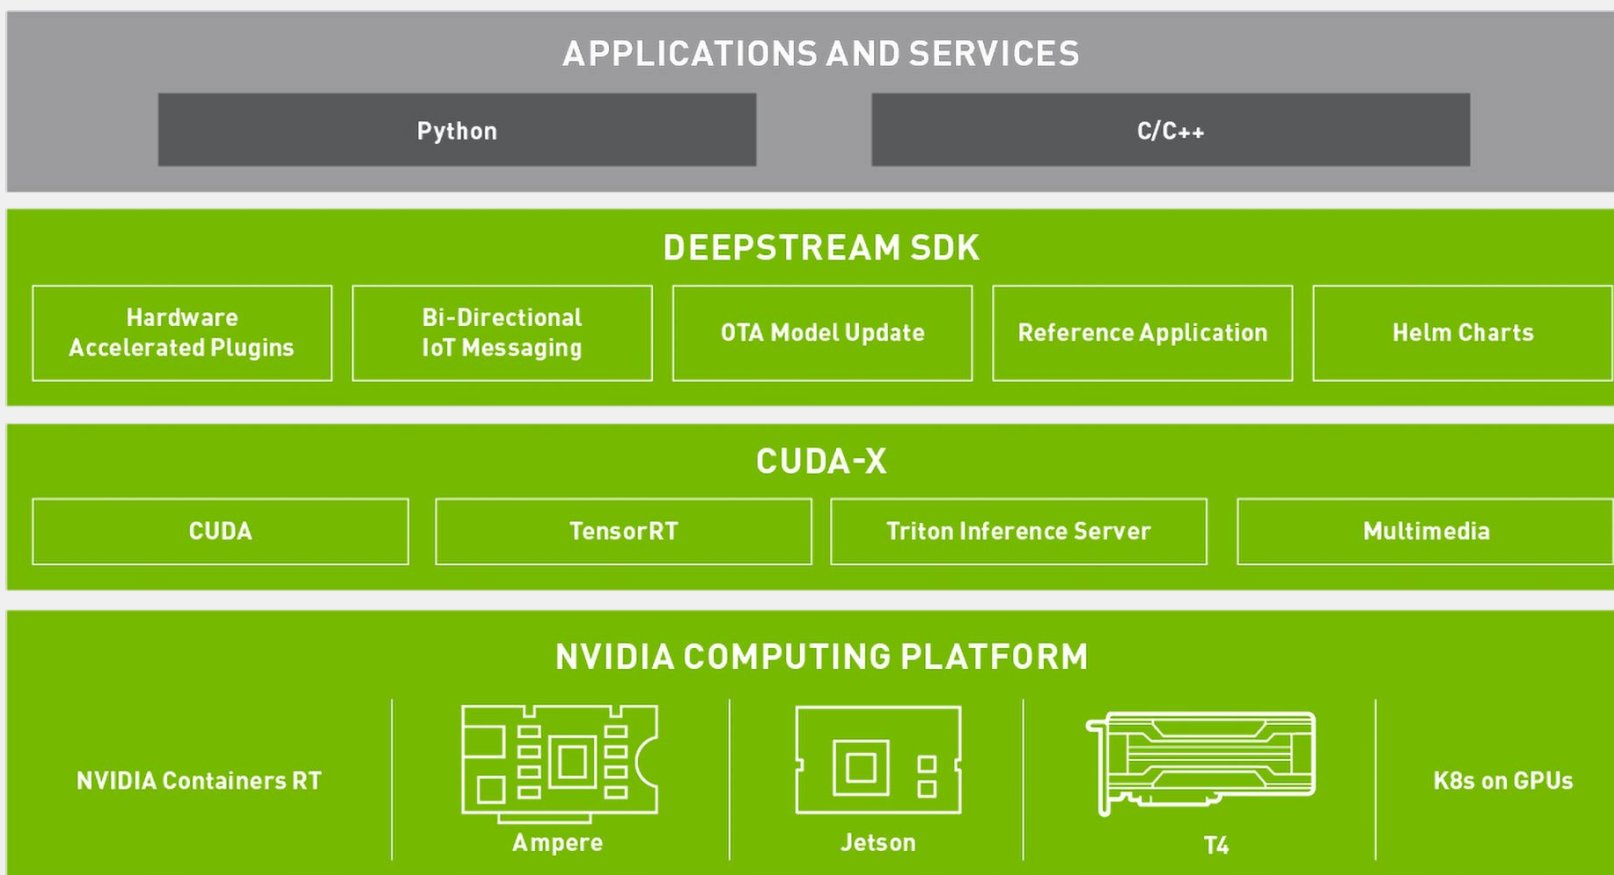 APPLICATIONS AND SERVICES
Python
C/C++
DEEPSTREAM SDK
Hardware
Accelerated Plugins
Bi-Directional
IoT Messaging
OTA Model Update
Reference Application
Helm Charts
CUDA-X
CUDA
TensorRT
Triton Inference Server
Multimedia
NVIDIA COMPUTING PLATFORM
NVIDIA Containers RT
Ampere
Jetson
T4
K8s on GPUs